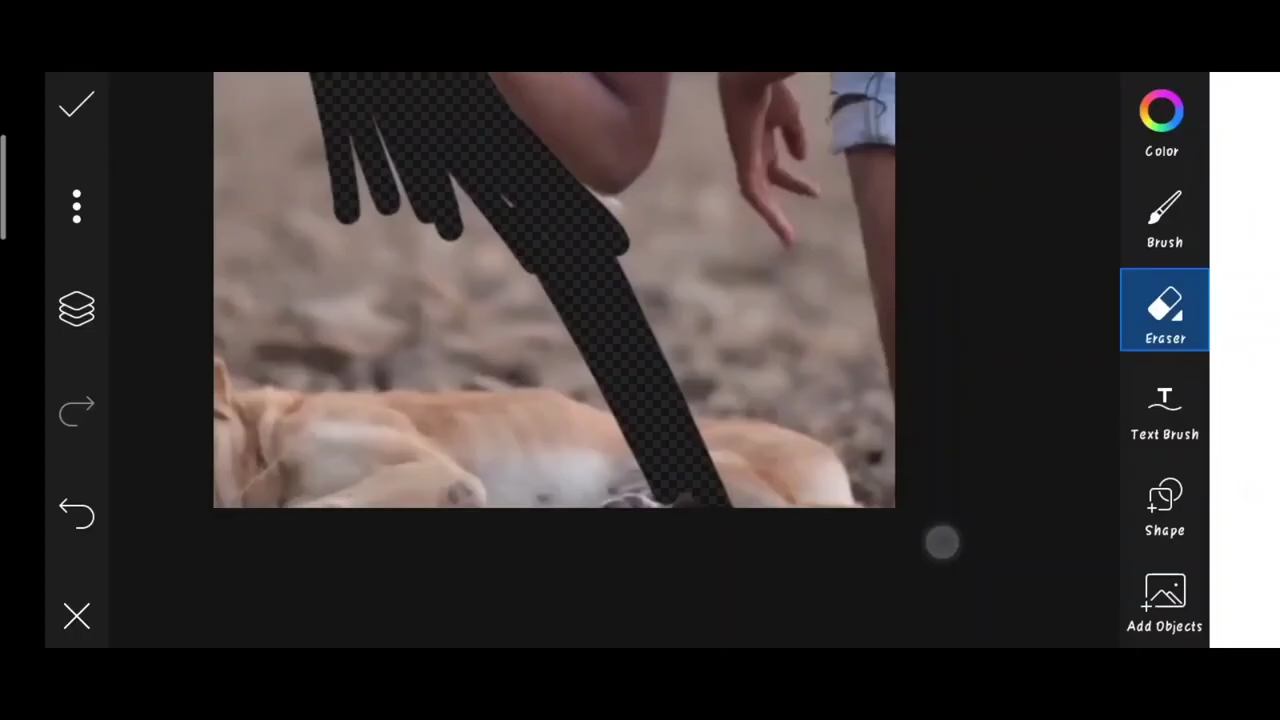 Color
Brush
Eraser
Text Brush
Shape
Add Objects